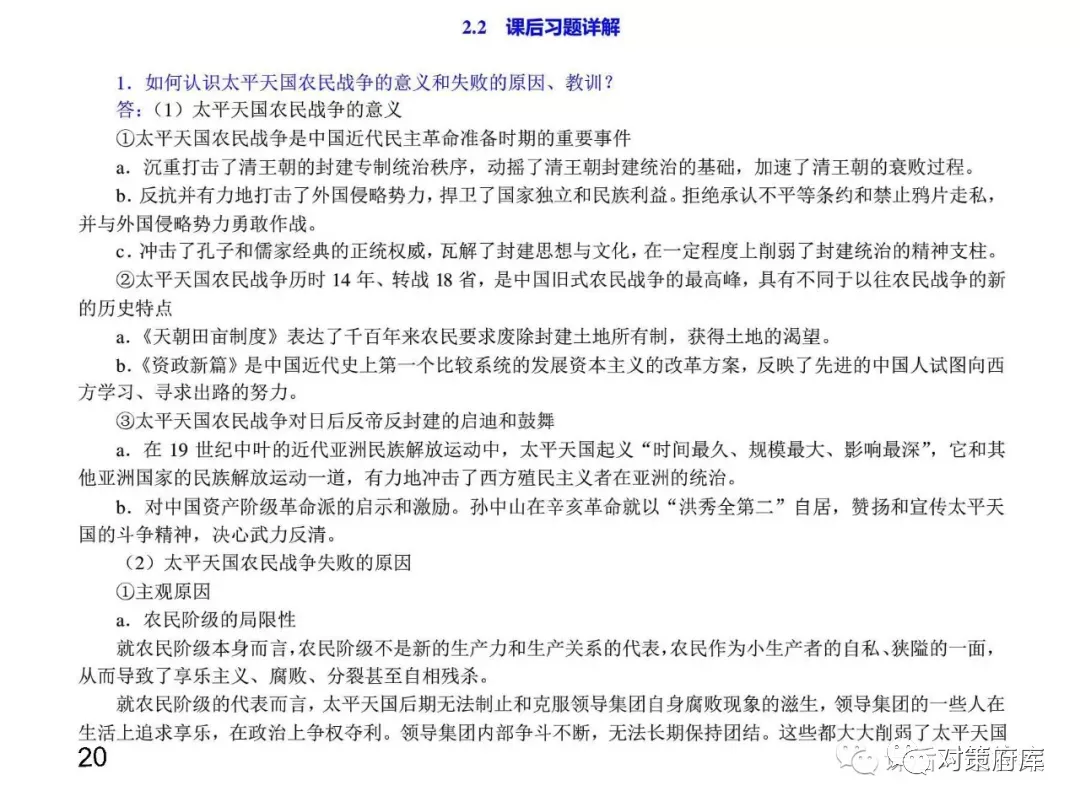 2.2 课后习题详解
1．如何认识太平天国农民战争的意义和失败的原因、教训？
答：（1）太平天国农民战争的意义
①太平天国农民战争是中国近代民主革命准备时期的重要事件
a．沉重打击了清王朝的封建专制统治秩序，动摇了清王朝封建统治的基础，加速了清王朝的衰败过程。
b．反抗并有力地打击了外国侵略势力，捍卫了国家独立和民族利益。拒绝承认不平等条约和禁止鸦片走私，
并与外国侵略势力勇敢作战。
c．冲击了孔子和儒家经典的正统权威，瓦解了封建思想与文化，在一定程度上削弱了封建统治的精神支柱。
②太平天国农民战争历时 14 年、转战 18 省，是中国旧式农民战争的最高峰，具有不同于以往农民战争的新
的历史特点
a．《天朝田亩制度》表达了千百年来农民要求废除封建土地所有制，获得土地的渴望。
b．《资政新篇》是中国近代史上第一个比较系统的发展资本主义的改革方案，反映了先进的中国人试图向西
方学习、寻求出路的努力。
③太平天国农民战争对日后反帝反封建的启迪和鼓舞
a．在 19 世纪中叶的近代亚洲民族解放运动中，太平天国起义“时间最久、规模最大、影响最深”，它和其
他亚洲国家的民族解放运动一道，有力地冲击了西方殖民主义者在亚洲的统治。
b．对中国资产阶级革命派的启示和激励。孙中山在辛亥革命就以“洪秀全第二”自居，赞扬和宣传太平天
国的斗争精神，决心武力反清。
（2）太平天国农民战争失败的原因
①主观原因
a．农民阶级的局限性
就农民阶级本身而言，农民阶级不是新的生产力和生产关系的代表，农民作为小生产者的自私、狭隘的一面，
从而导致了享乐主义、腐败、分裂甚至自相残杀。
就农民阶级的代表而言，太平天国后期无法制止和克服领导集团自身腐败现象的滋生，领导集团的一些人在
生活上追求享乐，在政治上争权夺利。领导集团内部争斗不断，无法长期保持团结。这些都大大削弱了太平天国
20
对策府库